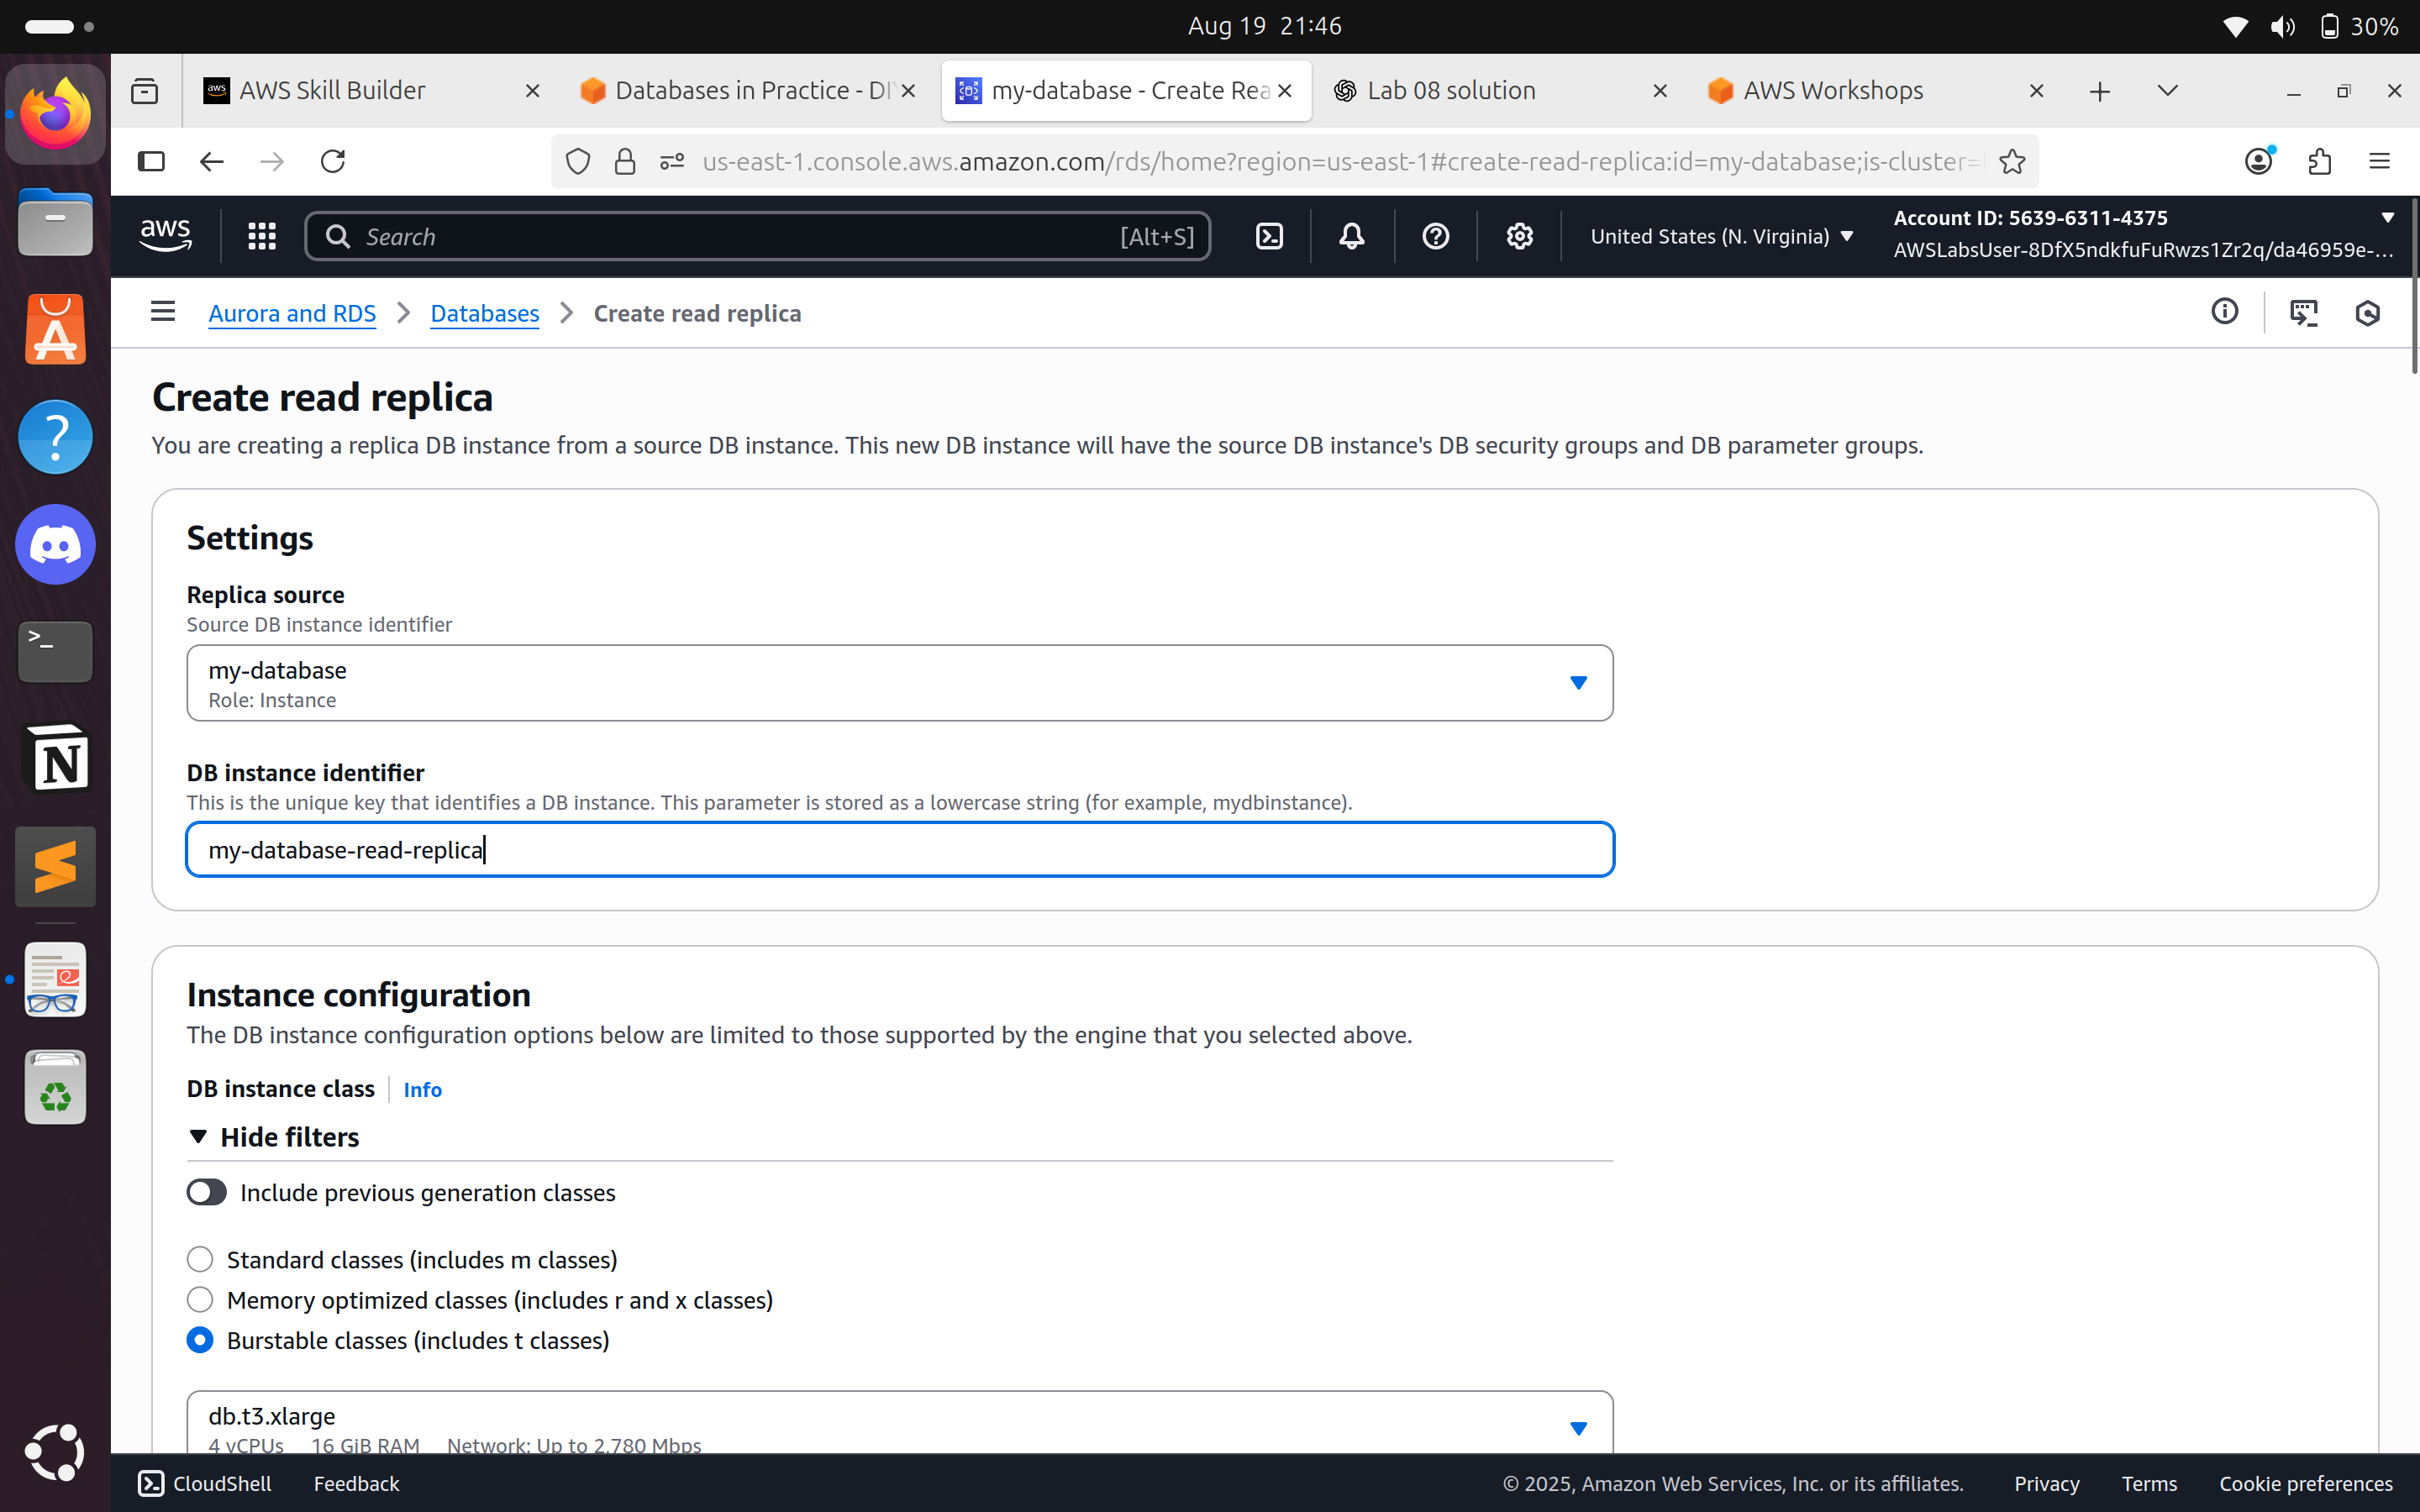 Aug 19 21:46
30%
AWS Skill Builder
Databases in Practice - DI
my-database - Create Rea
Lab 08 solution
AWS Workshops
us-east-1.console.aws.amazon.com/rds/home?region=us-east-1#create-read-replica:id=my-database;is-cluster=
aws
Search
[Alt+S]
United States (N. Virginia)
Account ID: 5639-6311-4375
AWSLabsUser-8DfX5ndkfuFuRwzs1Zr2q/da46959e-...
Aurora and RDS
Databases
Create read replica
Create read replica
You are creating a replica DB instance from a source DB instance. This new DB instance will have the source DB instance's DB security groups and DB parameter groups.
Settings
Replica source
Source DB instance identifier
my-database
Role: Instance
DB instance identifier
This is the unique key that identifies a DB instance. This parameter is stored as a lowercase string (for example, mydbinstance).
my-database-read-replica
Instance configuration
The DB instance configuration options below are limited to those supported by the engine that you selected above.
DB instance class
Info
Hide filters
Include previous generation classes
Standard classes (includes m classes)
Memory optimized classes (includes r and x classes)
Burstable classes (includes t classes)
db.t3.xlarge
4 vCPUs 16 GiB RAM Network: Up to 2,780 Mbps
CloudShell
Feedback
© 2025, Amazon Web Services, Inc. or its affiliates.
Privacy
Terms
Cookie preferences